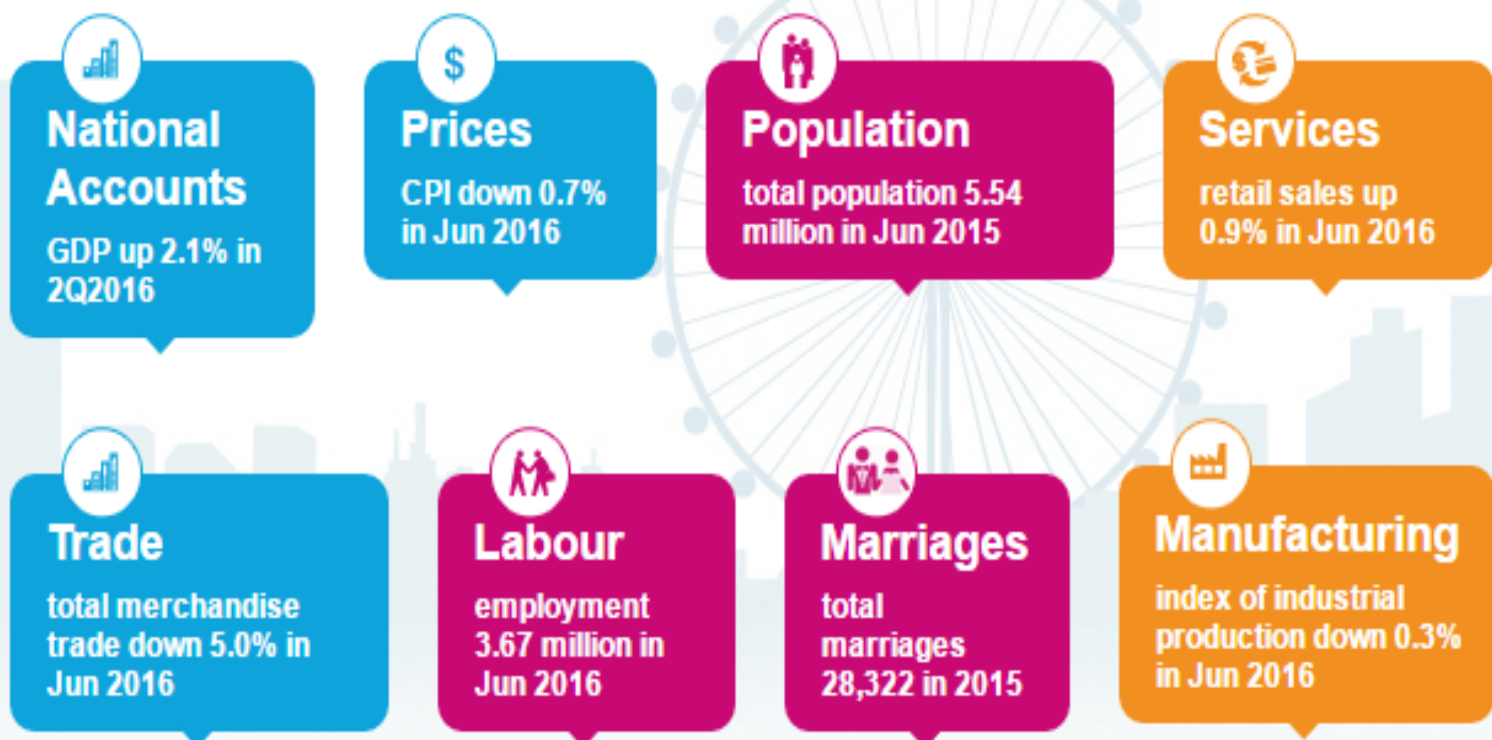 $
National
Accounts
GDP up 2.1% in
2Q2016
Prices
CPI down 0.7%
in Jun 2016
Population
total population 5.54
million in Jun 2015
Services
retail sales up
0.9% in Jun 2016
Trade
total merchandise
trade down 5.0% in
Jun 2016
Labour
employment
3.67 million in
Jun 2016
Marriages
total
marriages
28,322 in 2015
Manufacturing
index of industrial
production down 0.3%
in Jun 2016